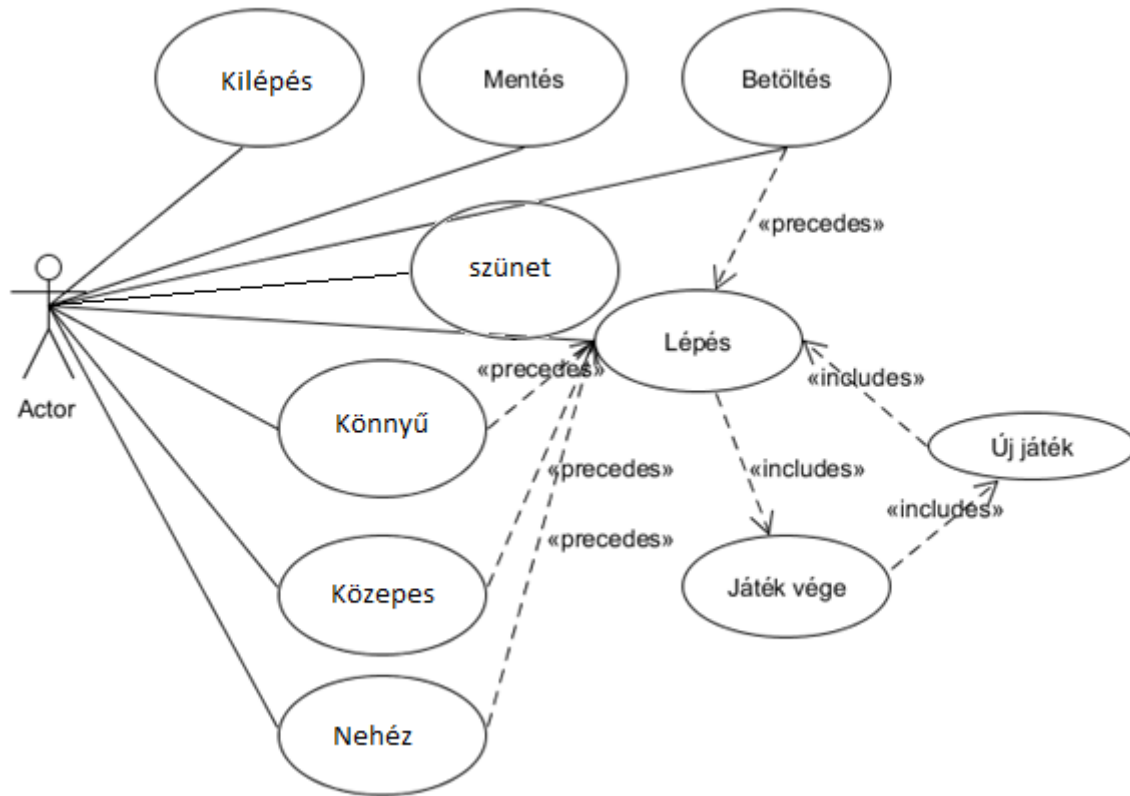 Kilépés
Mentés
Betöltés
«precedes»
szünet
Lépés
«precedes»
«includes»
Actor
Könnyű
Új játék
«precedes»
«includes»
«includes»
«precedes»
Közepes
Játék vége
Nehéz